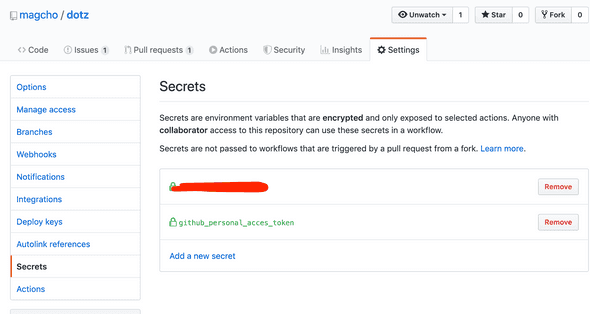 magcho / dotz
Unwatch 1 Star 0 Fork 0
Code Issues 1 Pull requests 1 Actions Security Insights Settings
Options
Manage access
Branches
Webhooks
Notifications
Integrations
Deploy keys
Autolink references
Secrets
Actions
Secrets
Secrets are environment variables that are encrypted and only exposed to selected actions. Anyone with
collaborator access to this repository can use these secrets in a workflow.
Secrets are not passed to workflows that are triggered by a pull request from a fork. Learn more.
Remove
github_personal_acces_token Remove
Add a new secret